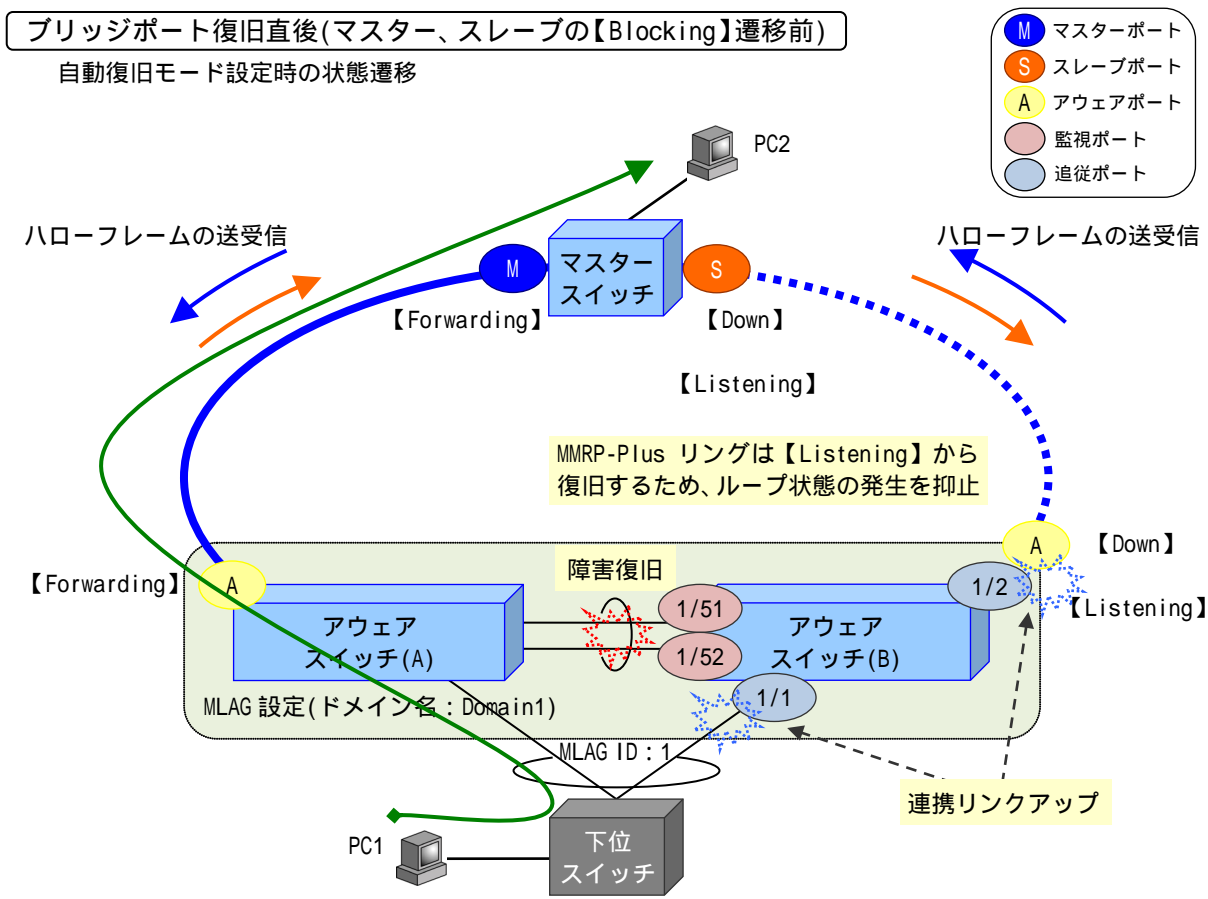 ブリッジポート復旧直後(マスター、スレーブの【Blocking】遷移前)
自動復旧モード設定時の状態遷移
M マスターポート
S スレーブポート
A アウェアポート
監視ポート
追従ポート
PC2
ハローフレームの送受信
ハローフレームの送受信
M
マスター
スイッチ
S
【Forwarding】
【Down】
【Listening】
MMRP-Plus リングは【Listening】から
復旧するため、ループ状態の発生を抑止
A
【Down】
【Forwarding】
A
障害復旧
1/2
【Listening】
1/51
アウェア
スイッチ(A)
アウェア
スイッチ(B)
1/52
1/1
MLAG 設定(ドメイン名：Domain1)
MLAG ID：1
連携リンクアップ
PC1
下位
スイッチ